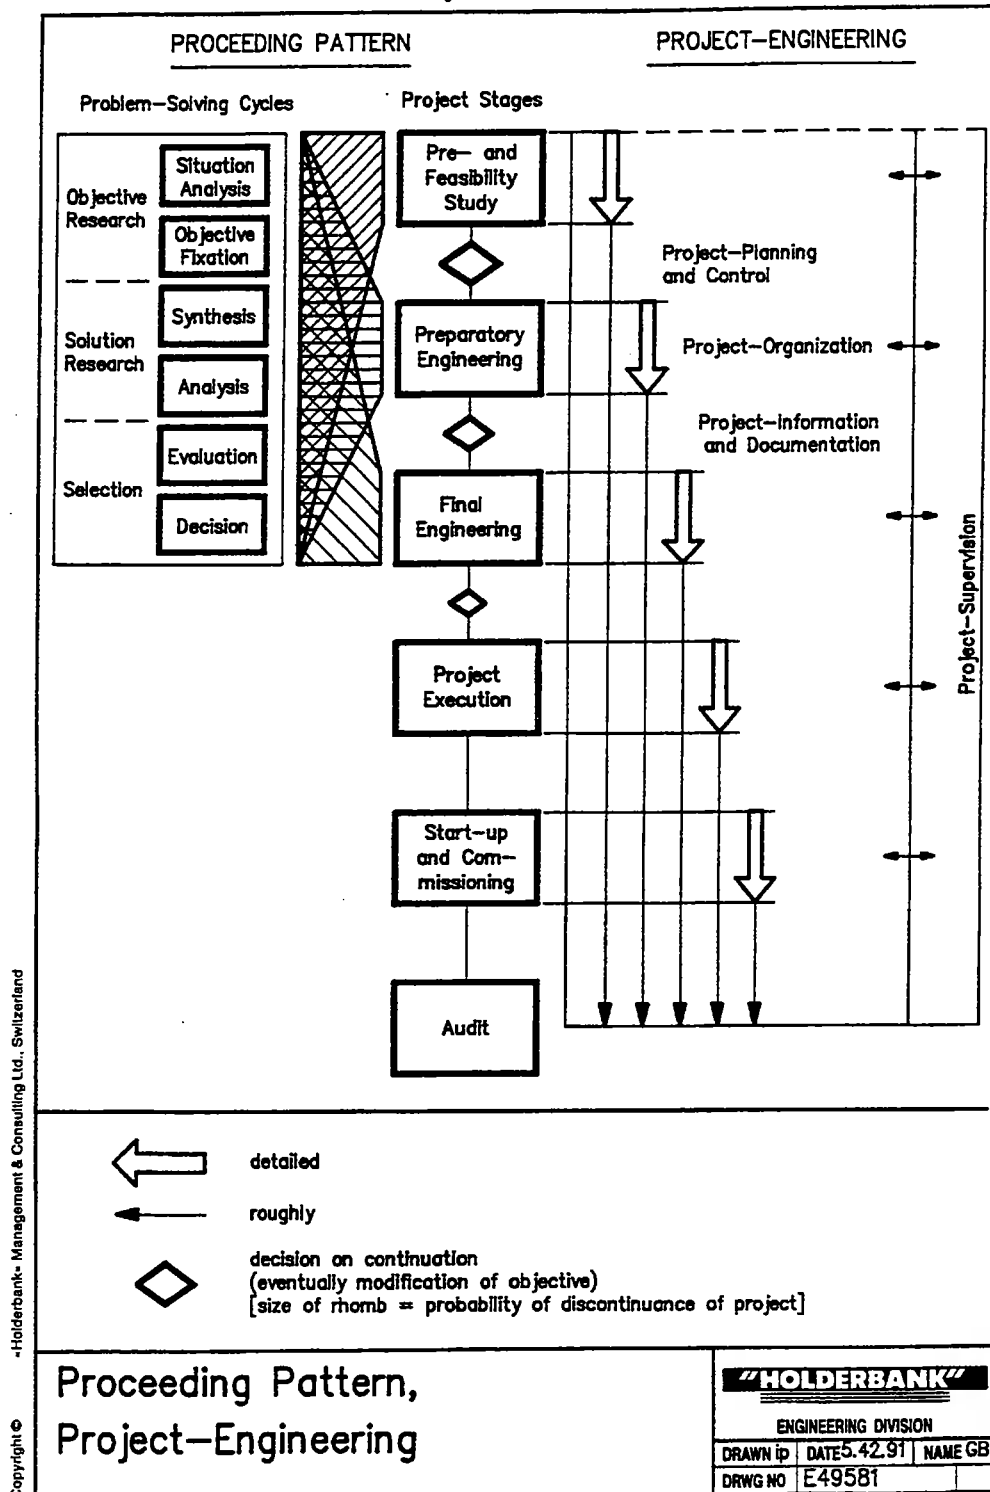 PROCEEDING PATTERN
PROJECT-ENGINEERING
Problem-Solving Cycles
Project Stages
Objective
Research
Situation
Analysis
Objective
Fixation
Solution
Research
Synthesis
Analysis
Selection
Evaluation
Decision
Pre- and
Feasibility
Study
Preparatory
Engineering
Final
Engineering
Project
Execution
Start-up
and Com-
missioning
Audit
Project-Planning
and Control
Project-Organization
Project-Information
and Documentation
Project-Supervision
detailed
roughly
decision on continuation
(eventually modification of objective)
[size of rhomb = probability of discontinuance of project]
Proceeding Pattern,
Project-Engineering
"HOLDERBANK"
ENGINEERING DIVISION
DRAWN ip DATE 5.42.91 NAME GB
DRWG NO E49581
Copyright © «Holderbank» Management & Consulting Ltd., Switzerland